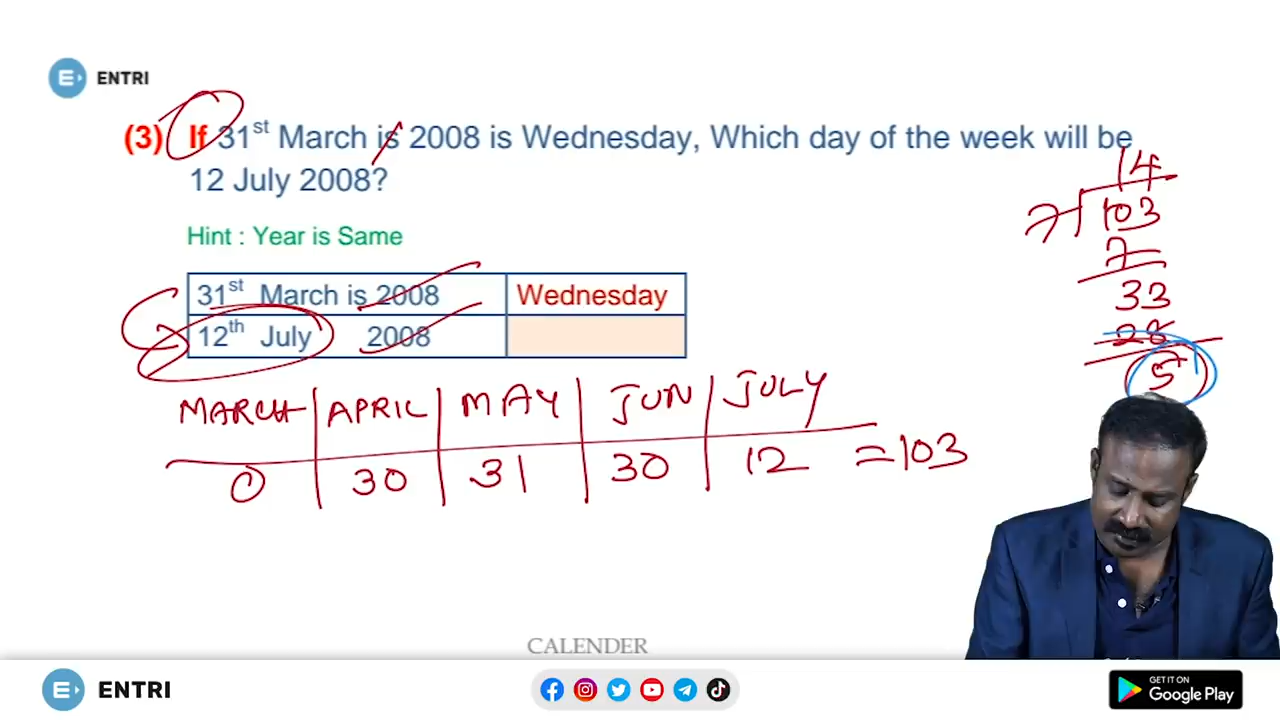 ENTRI
(3) If 31st March is 2008 is Wednesday, Which day of the week will be
12 July 2008?
Hint : Year is Same
31st March is 2008 Wednesday
12th July 2008
MARCH APRIL MAY JUN JULY
0 30 31 30 12 =103
14
7 103
7
33
28
5
CALENDER
ENTRI
GET IT ON
Google Play